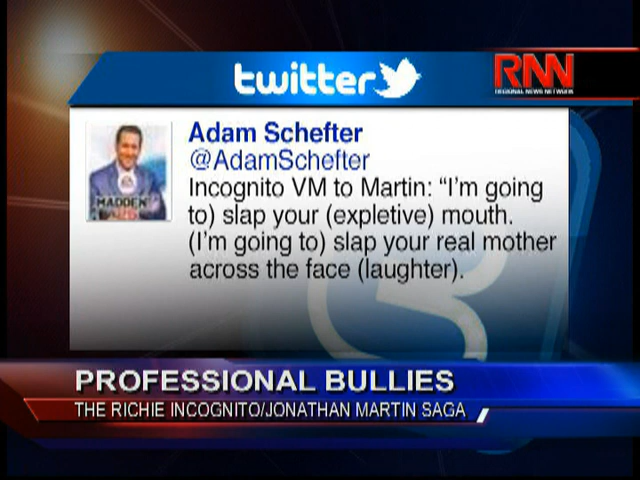 twitter
RNN
REGIONAL NEWS NETWORK
Adam Schefter
@AdamSchefter
Incognito VM to Martin: “I’m going
to) slap your (expletive) mouth.
(I’m going to) slap your real mother
across the face (laughter).
MADDEN
PROFESSIONAL BULLIES
THE RICHIE INCOGNITO/JONATHAN MARTIN SAGA